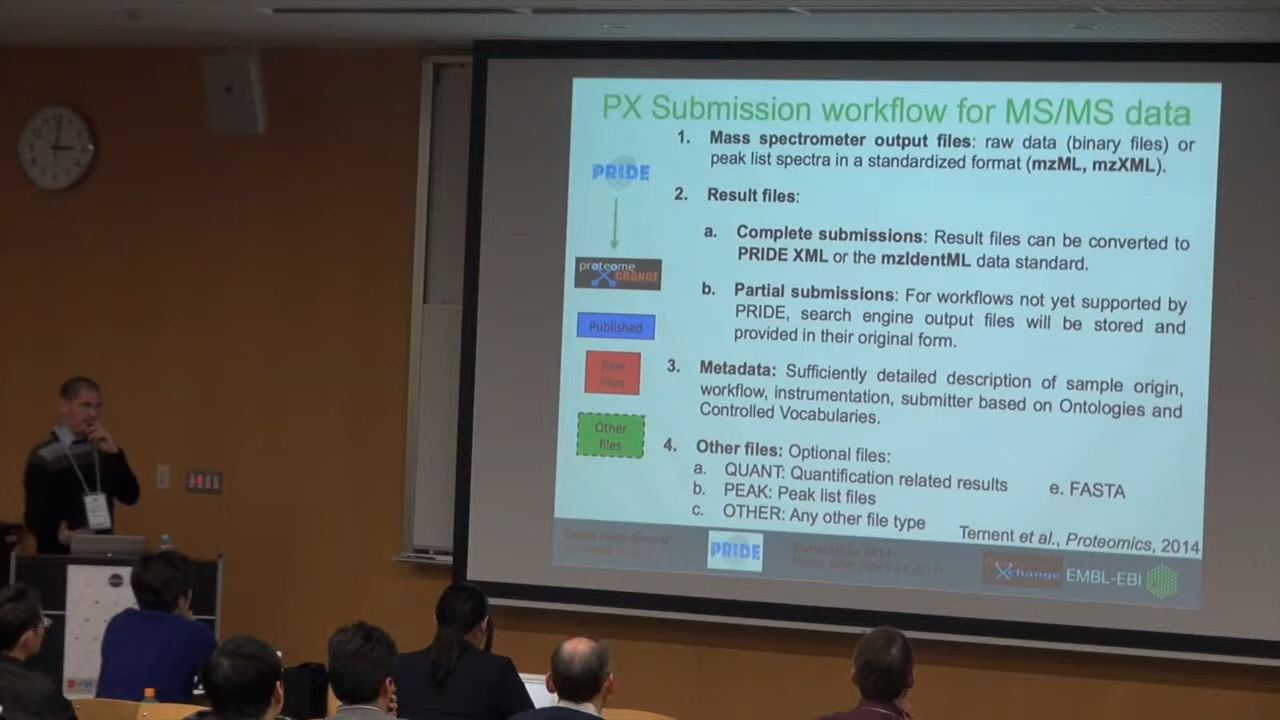 PX Submission workflow for MS/MS data
1. Mass spectrometer output files: raw data (binary files) or
peak list spectra in a standardized format (mzML, mzXML).
PRIDE
2. Result files:
a. Complete submissions: Result files can be converted to
PRIDE XML or the mzIdentML data standard.
proteome
XCHANGE
b. Partial submissions: For workflows not yet supported by
PRIDE, search engine output files will be stored and
provided in their original form.
Published
Raw
Files
3. Metadata: Sufficiently detailed description of sample origin,
workflow, instrumentation, submitter based on Ontologies and
Controlled Vocabularies.
Other
files
4. Other files: Optional files:
a. QUANT: Quantification related results
e. FASTA
b. PEAK: Peak list files
c. OTHER: Any other file type
Ternent et al., Proteomics, 2014
PRIDE
Xchange
EMBL-EBI